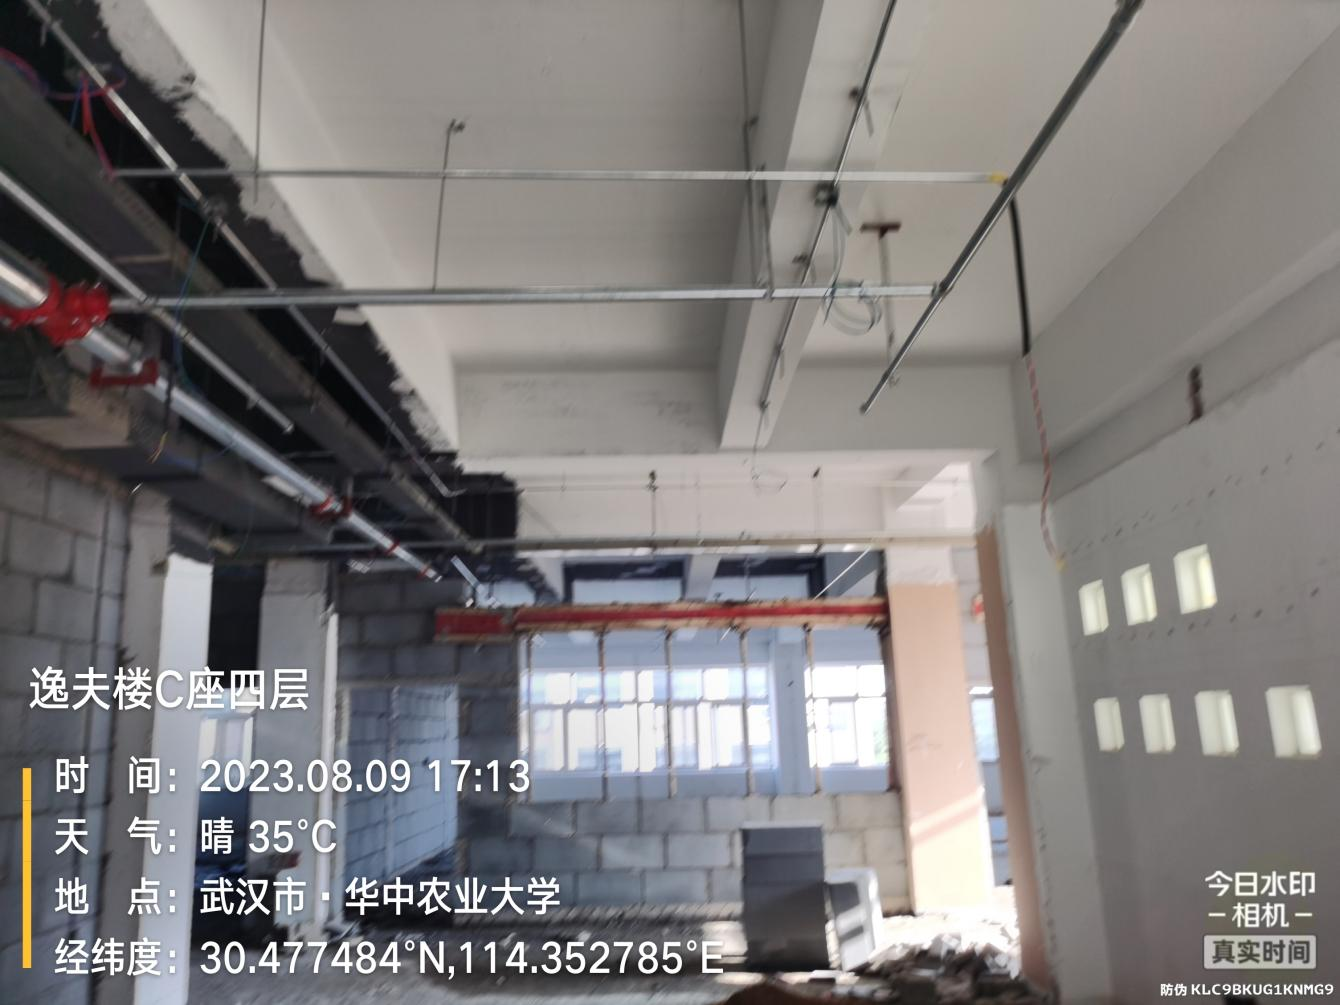 逸夫楼C座四层
时 间：2023.08.09 17:13
天 气：晴 35℃
地 点：武汉市·华中农业大学
经纬度：30.477484°N,114.352785°E
今日水印
-相机-
真实时间
防伪 KLC9BKUG1KNMG9